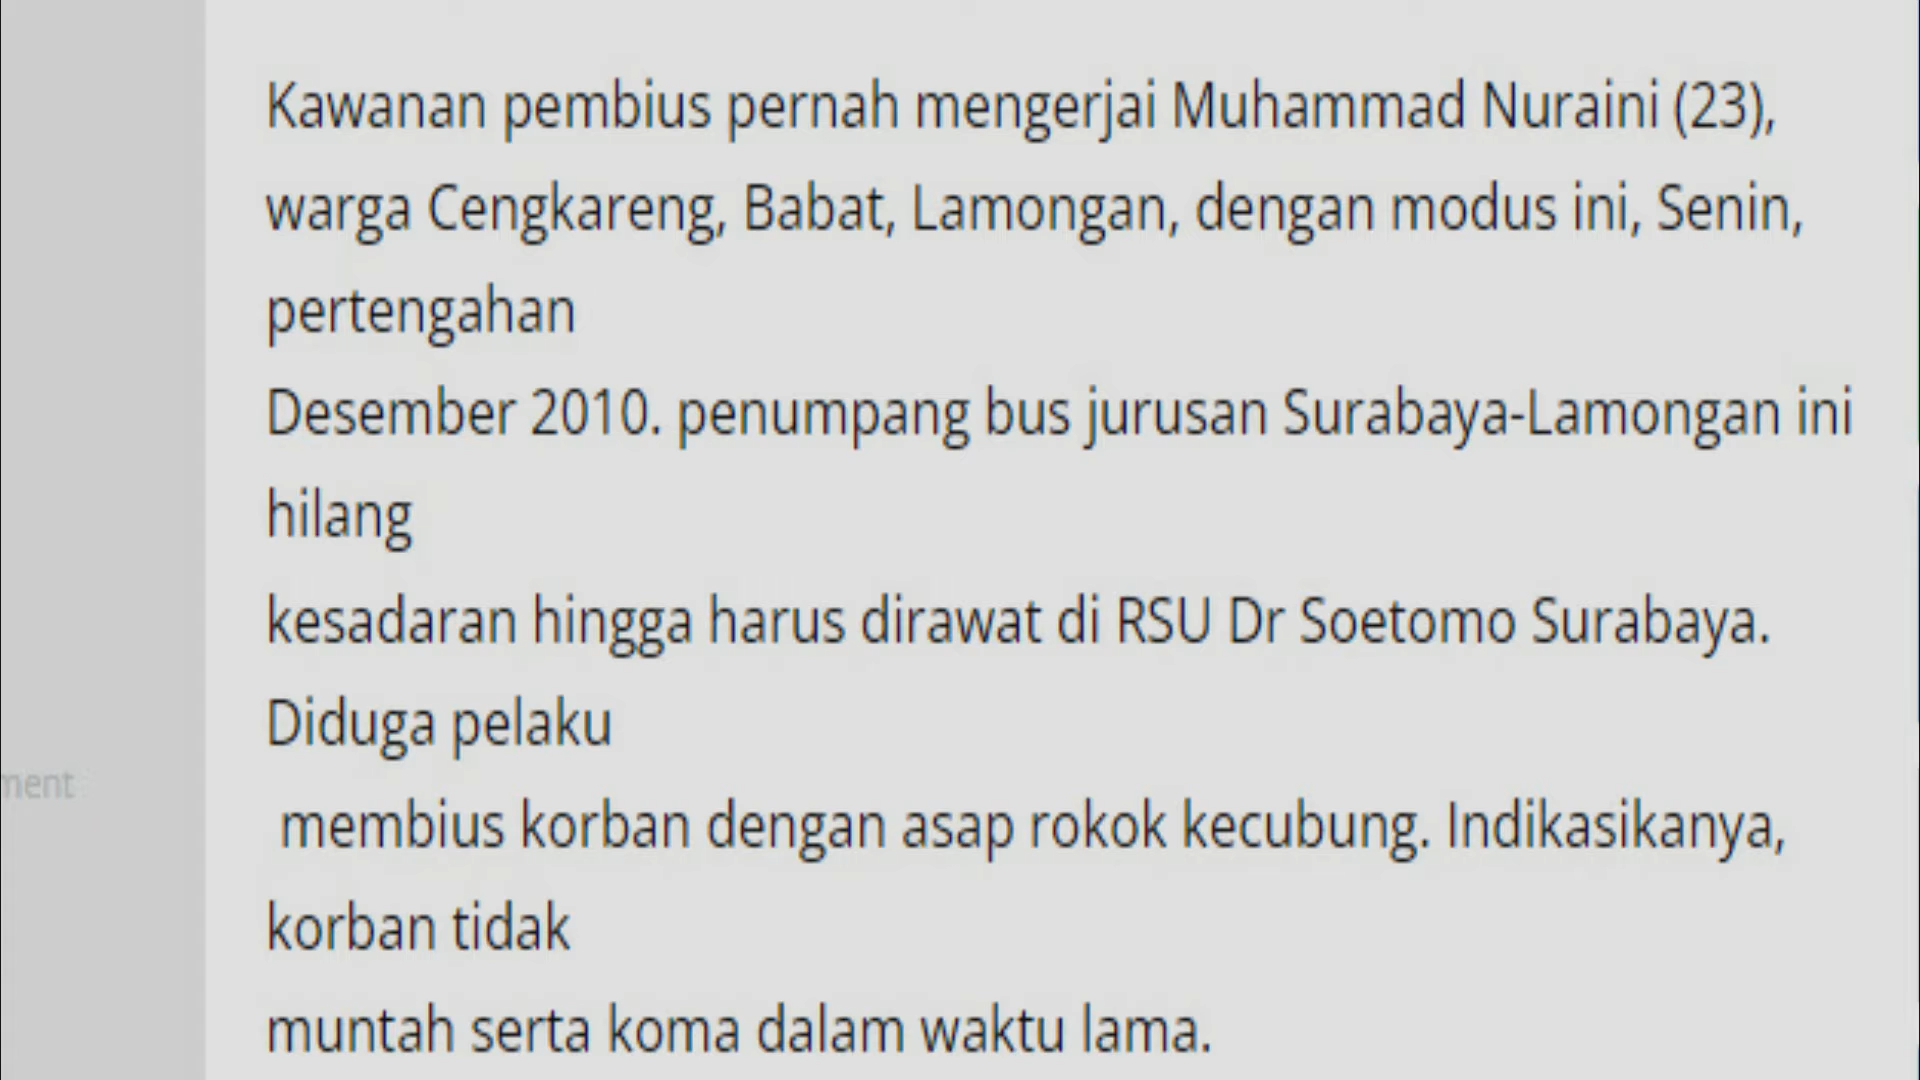 Kawanan pembius pernah mengerjai Muhammad Nuraini (23),
warga Cengkareng, Babat, Lamongan, dengan modus ini, Senin,
pertengahan
Desember 2010. penumpang bus jurusan Surabaya-Lamongan ini
hilang
kesadaran hingga harus dirawat di RSU Dr Soetomo Surabaya.
Diduga pelaku
membius korban dengan asap rokok kecubung. Indikasikanya,
korban tidak
muntah serta koma dalam waktu lama.
ment